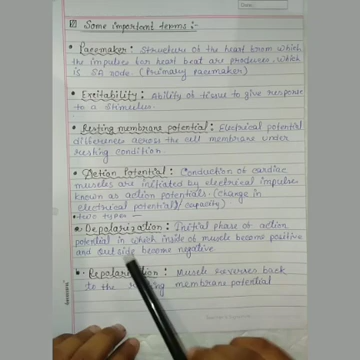 Date:
Some important terms:-
• Pacemaker: Structure of the heart from which
the impulses for heart beat are produces which
is SA node. (Primary Pacemaker)
• Excitability: Ability of tissue to give response
to a stimulus.
• Resting membrane potential: Electrical potential
difference across the cell membrane under
resting condition.
• Action Potential: Conduction of cardiac
muscles are initiated by electrical impulse
known as action potentials. (Change in
electrical potential/capacity)
• two types —
• Depolarization: Initial phase of action
potential in which inside of muscle become positive
and outside become negative
• Repolarization: Muscle reverses back
to the resting membrane potential